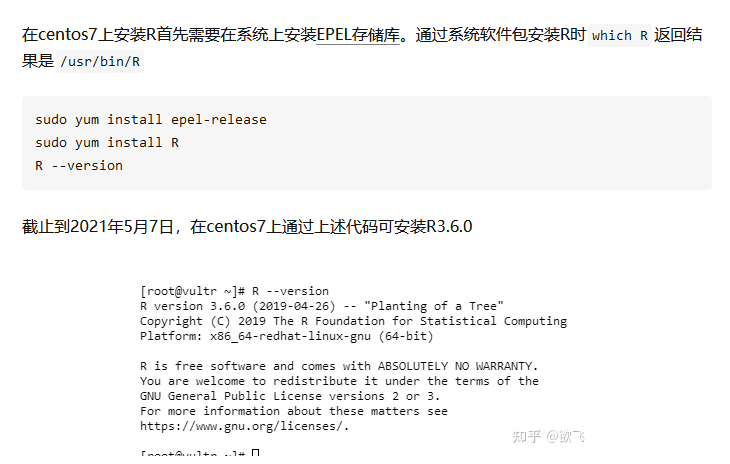 在centos7上安装R首先需要在系统上安装EPEL存储库。通过系统软件包安装R时 which R 返回结
果是 /usr/bin/R
sudo yum install epel-release
sudo yum install R
R --version
截止到2021年5月7日，在centos7上通过上述代码可安装R3.6.0
[root@vultr ~]# R --version
R version 3.6.0 (2019-04-26) -- "Planting of a Tree"
Copyright (C) 2019 The R Foundation for Statistical Computing
Platform: x86_64-redhat-linux-gnu (64-bit)
R is free software and comes with ABSOLUTELY NO WARRANTY.
You are welcome to redistribute it under the terms of the
GNU General Public License versions 2 or 3.
For more information about these matters see
https://www.gnu.org/licenses/.
知乎 @欲飞
[root@vultr ~]#